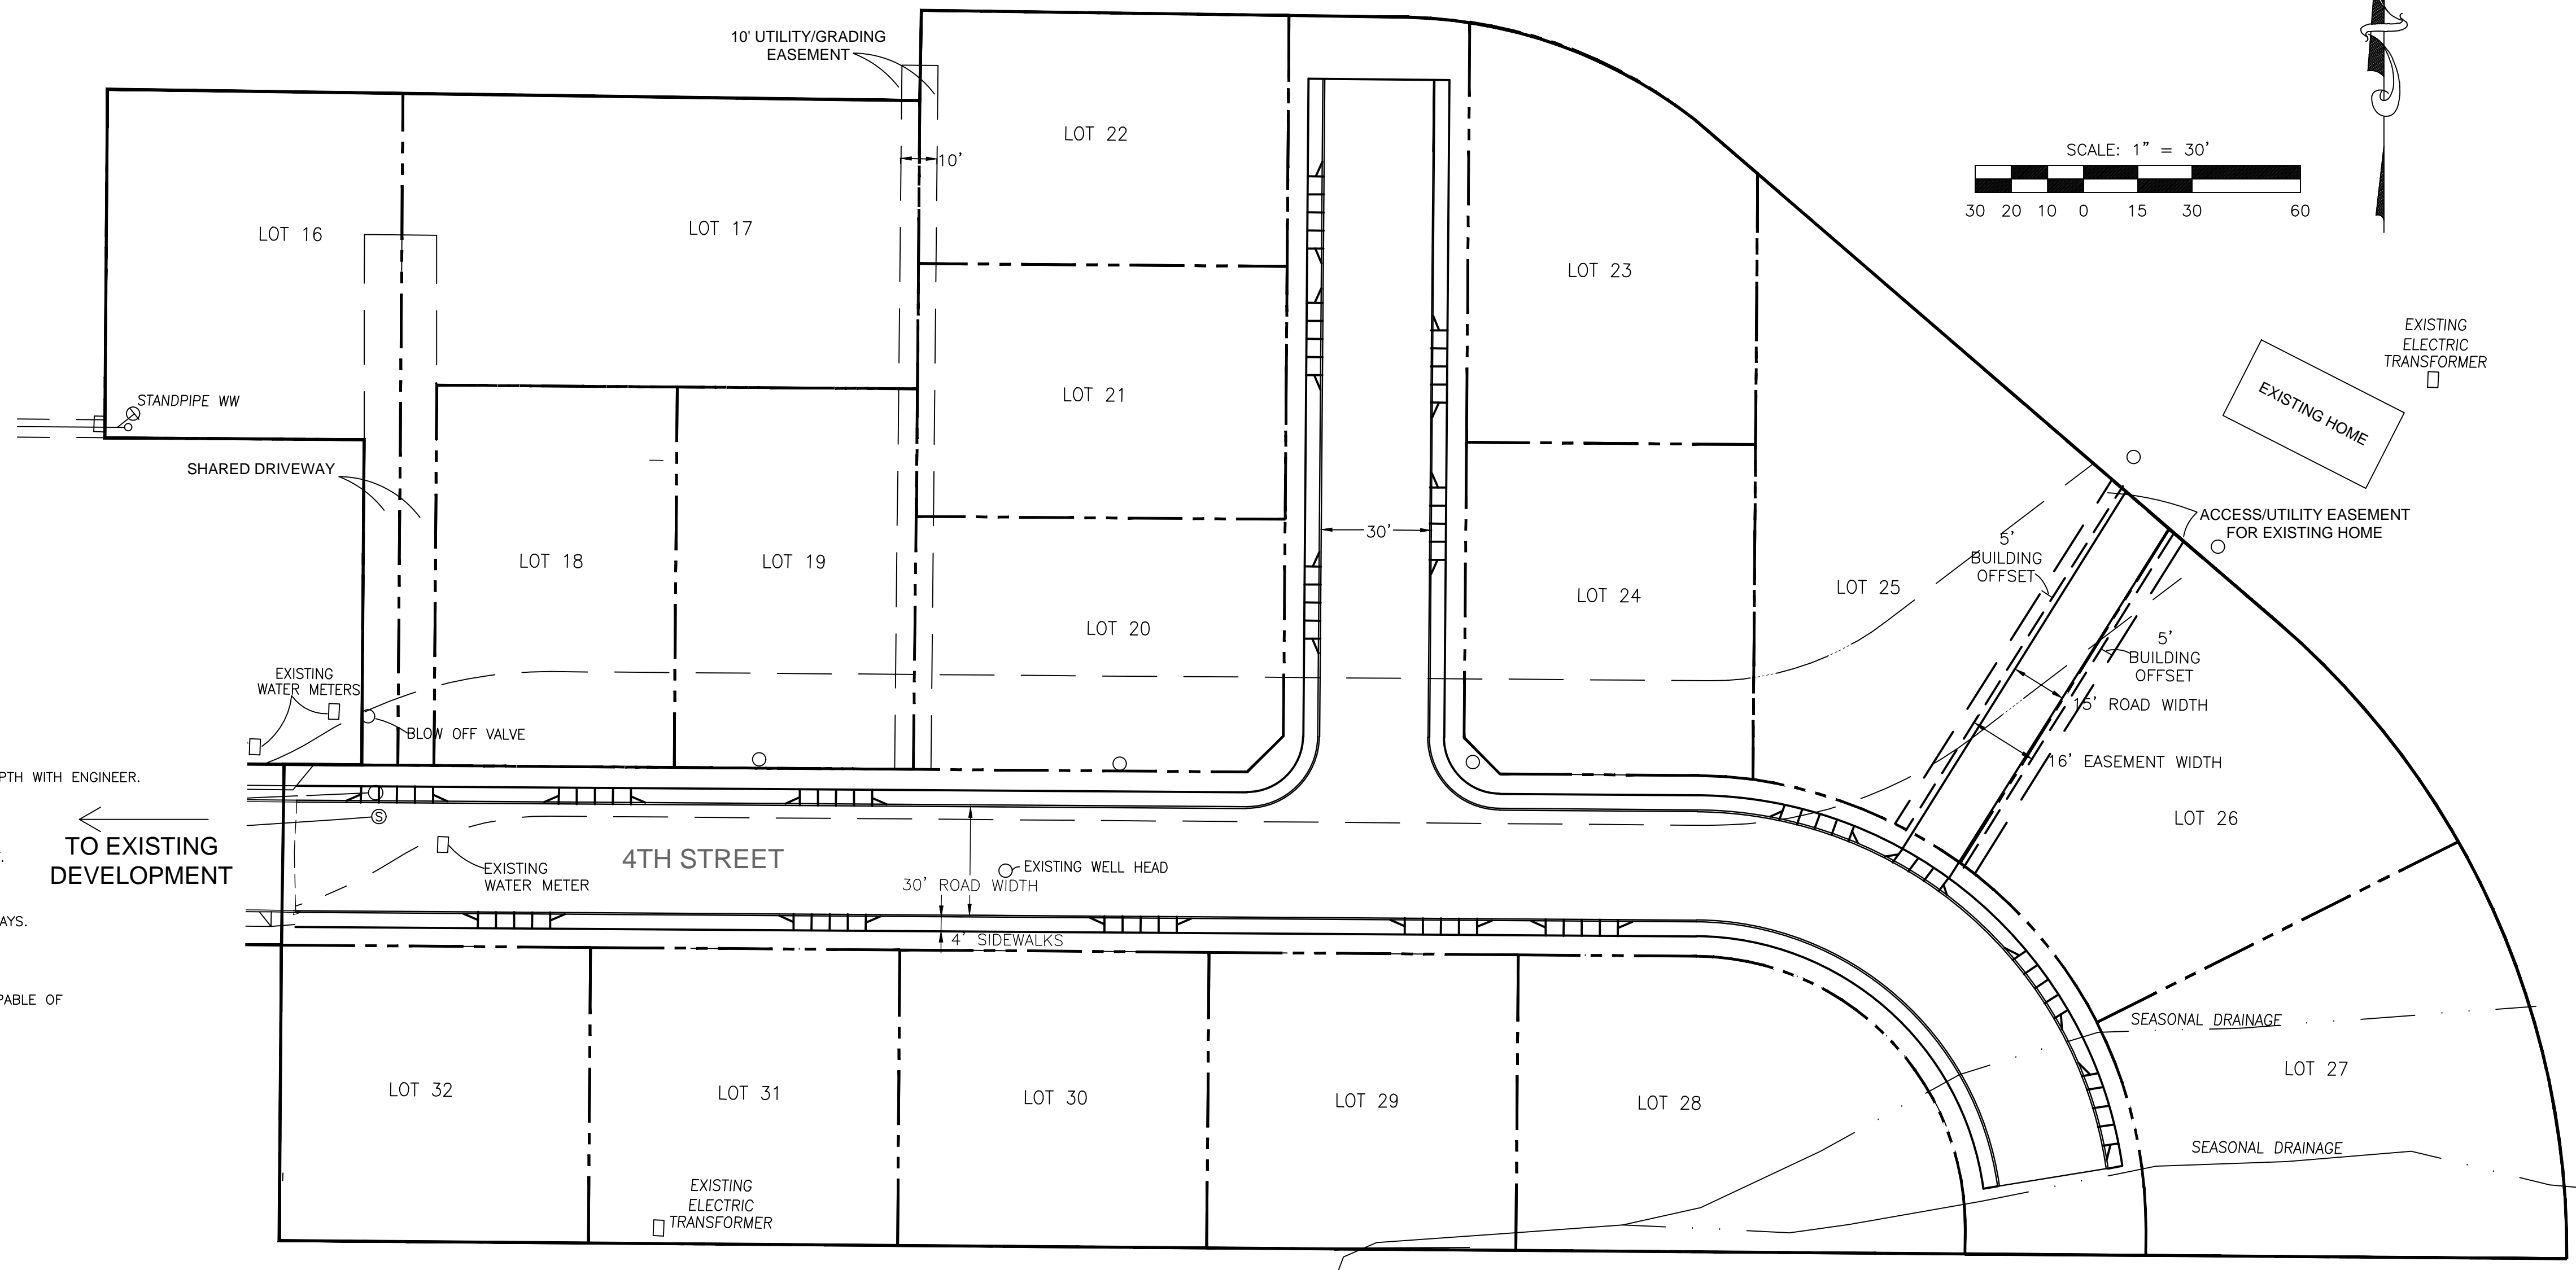 10' UTILITY/GRADING
EASEMENT
LOT 22
10'
SCALE: 1" = 30'
30 20 10 0 15 30 60
LOT 16
LOT 17
LOT 23
EXISTING
ELECTRIC
TRANSFORMER
EXISTING HOME
STANDPIPE WW
LOT 21
SHARED DRIVEWAY
ACCESS/UTILITY EASEMENT
FOR EXISTING HOME
30'
5'
BUILDING
OFFSET
LOT 18
LOT 19
LOT 20
LOT 24
LOT 25
5'
BUILDING
OFFSET
15' ROAD WIDTH
16' EASEMENT WIDTH
EXISTING
WATER METERS
BLOW OFF VALVE
PTH WITH ENGINEER.
LOT 26
TO EXISTING
DEVELOPMENT
S
4TH STREET
EXISTING
WATER METER
EXISTING WELL HEAD
30' ROAD WIDTH
4' SIDEWALKS
AYS.
PABLE OF
SEASONAL DRAINAGE
LOT 27
LOT 32
LOT 31
LOT 30
LOT 29
LOT 28
SEASONAL DRAINAGE
EXISTING
ELECTRIC
TRANSFORMER